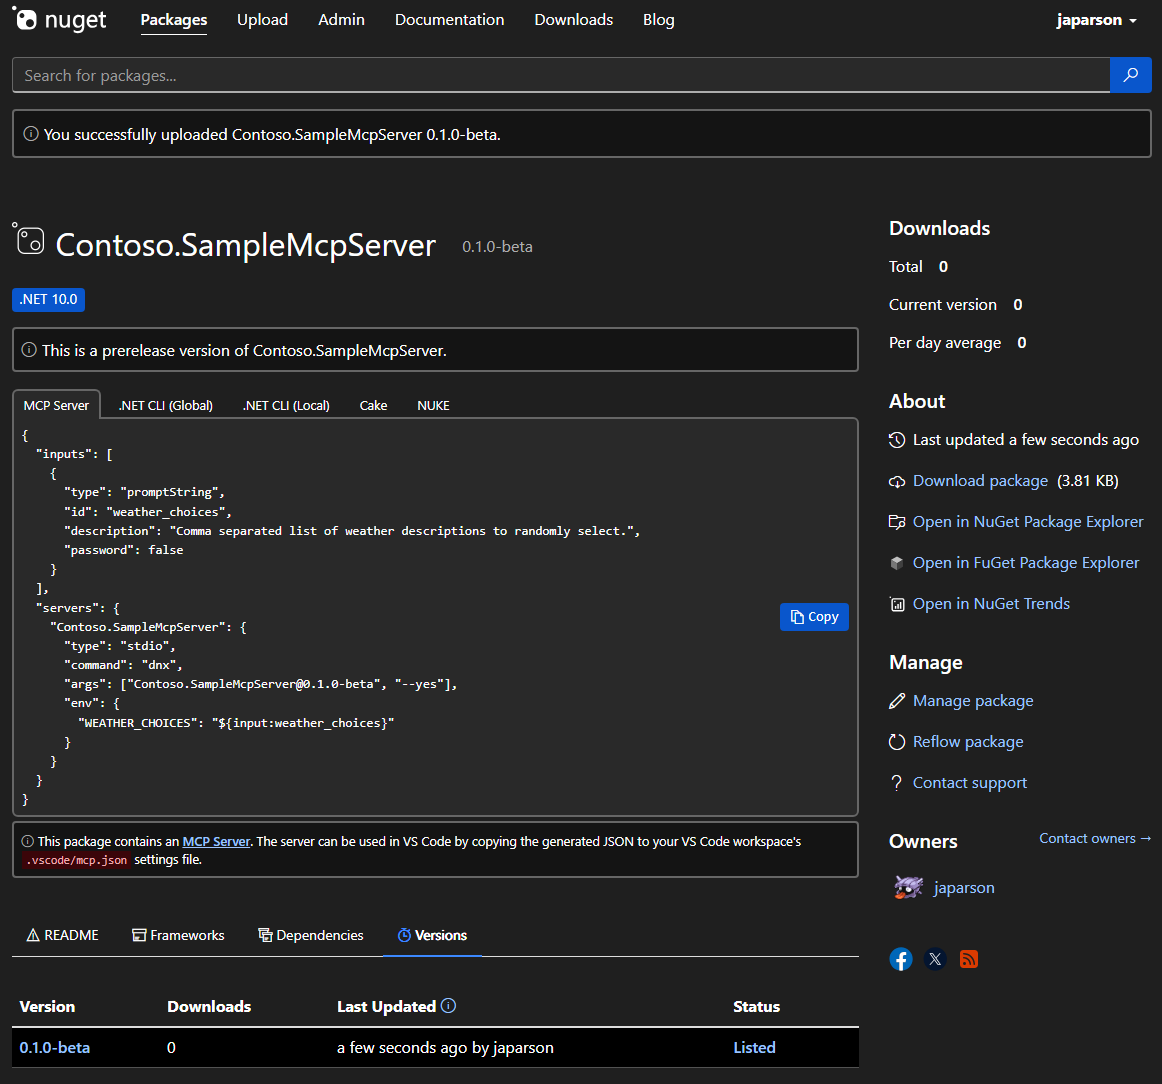 nuget
Packages Upload Admin Documentation Downloads Blog japarson
Search for packages...
You successfully uploaded Contoso.SampleMcpServer 0.1.0-beta.
Contoso.SampleMcpServer 0.1.0-beta
.NET 10.0
This is a prerelease version of Contoso.SampleMcpServer.
MCP Server .NET CLI (Global) .NET CLI (Local) Cake NUKE
{
  "inputs": [
    {
      "type": "promptString",
      "id": "weather_choices",
      "description": "Comma separated list of weather descriptions to randomly select.",
      "password": false
    }
  ],
  "servers": {
    "Contoso.SampleMcpServer": {
      "type": "stdio",
      "command": "dnx",
      "args": ["Contoso.SampleMcpServer@0.1.0-beta", "--yes"],
      "env": {
        "WEATHER_CHOICES": "${input:weather_choices}"
      }
    }
  }
}
Copy
This package contains an MCP Server. The server can be used in VS Code by copying the generated JSON to your VS Code workspace's
.vscode/mcp.json settings file.
README Frameworks Dependencies Versions
Version Downloads Last Updated Status
0.1.0-beta 0 a few seconds ago by japarson Listed
Downloads
Total 0
Current version 0
Per day average 0
About
Last updated a few seconds ago
Download package (3.81 KB)
Open in NuGet Package Explorer
Open in FuGet Package Explorer
Open in NuGet Trends
Manage
Manage package
Reflow package
Contact support
Owners Contact owners →
japarson